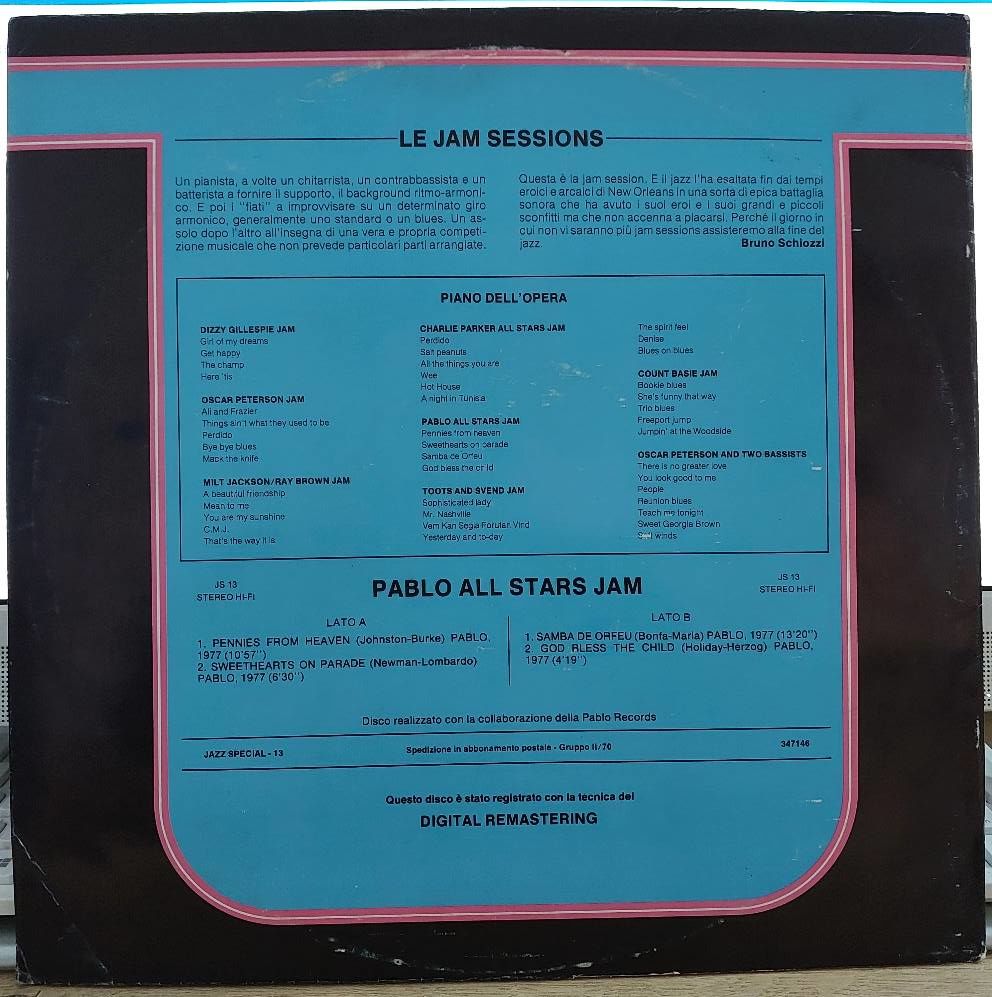 LE JAM SESSIONS
Un pianista, a volte un chitarrista, un contrabbassista e un
batterista a fornire il supporto, il background ritmo-armoni-
co. E poi i "fiati" a improvvisare su un determinato giro
armonico, generalmente uno standard o un blues. Un as-
solo dopo l'altro all'insegna di una vera e propria competi-
zione musicale che non prevede particolari parti arrangiate.
Questa è la jam session. E il jazz l'ha esaltata fin dai tempi
eroici e arcaici di New Orleans in una sorta di epica battaglia
sonora che ha avuto i suoi eroi e i suoi grandi e piccoli
sconfitti ma che non accenna a placarsi. Perché il giorno in
cui non vi saranno più jam sessions assisteremo alla fine del
jazz. Bruno Schiozzi
PIANO DELL'OPERA
DIZZY GILLESPIE JAM
Girl of my dreams
Get happy
The champ
Here 'tis
OSCAR PETERSON JAM
Ali and Frazier
Things ain't what they used to be
Perdido
Bye bye blues
Mack the knife
MILT JACKSON/RAY BROWN JAM
A beautiful friendship
Mean to me
You are my sunshine
C.M.J.
That's the way it is
CHARLIE PARKER ALL STARS JAM
Perdido
Salt peanuts
All the things you are
Wee
Hot House
A night in Tunisia
PABLO ALL STARS JAM
Pennies from heaven
Sweethearts on parade
Samba de Orfeu
God bless the child
TOOTS AND SVEND JAM
Sophisticated lady
Mr. Nashville
Vem Kan Segla Forutan Vind
Yesterday and to-day
The spirit feel
Denise
Blues on blues
COUNT BASIE JAM
Bookie blues
She's funny that way
Trio blues
Freeport jump
Jumpin' at the Woodside
OSCAR PETERSON AND TWO BASSISTS
There is no greater love
You look good to me
People
Reunion blues
Teach me tonight
Sweet Georgia Brown
winds
JS 13
STEREO HI-FI
PABLO ALL STARS JAM
JS 13
STEREO HI-FI
LATO A
1. PENNIES FROM HEAVEN (Johnston-Burke) PABLO,
1977 (10'57")
2. SWEETHEARTS ON PARADE (Newman-Lombardo)
PABLO, 1977 (6'30")
LATO B
1. SAMBA DE ORFEU (Bonfa-Maria) PABLO, 1977 (13'20")
2. GOD BLESS THE CHILD (Holiday-Herzog) PABLO,
1977 (4'19")
Disco realizzato con la collaborazione della Pablo Records
JAZZ SPECIAL - 13
Spedizione in abbonamento postale - Gruppo II/70
347146
Questo disco è stato registrato con la tecnica del
DIGITAL REMASTERING